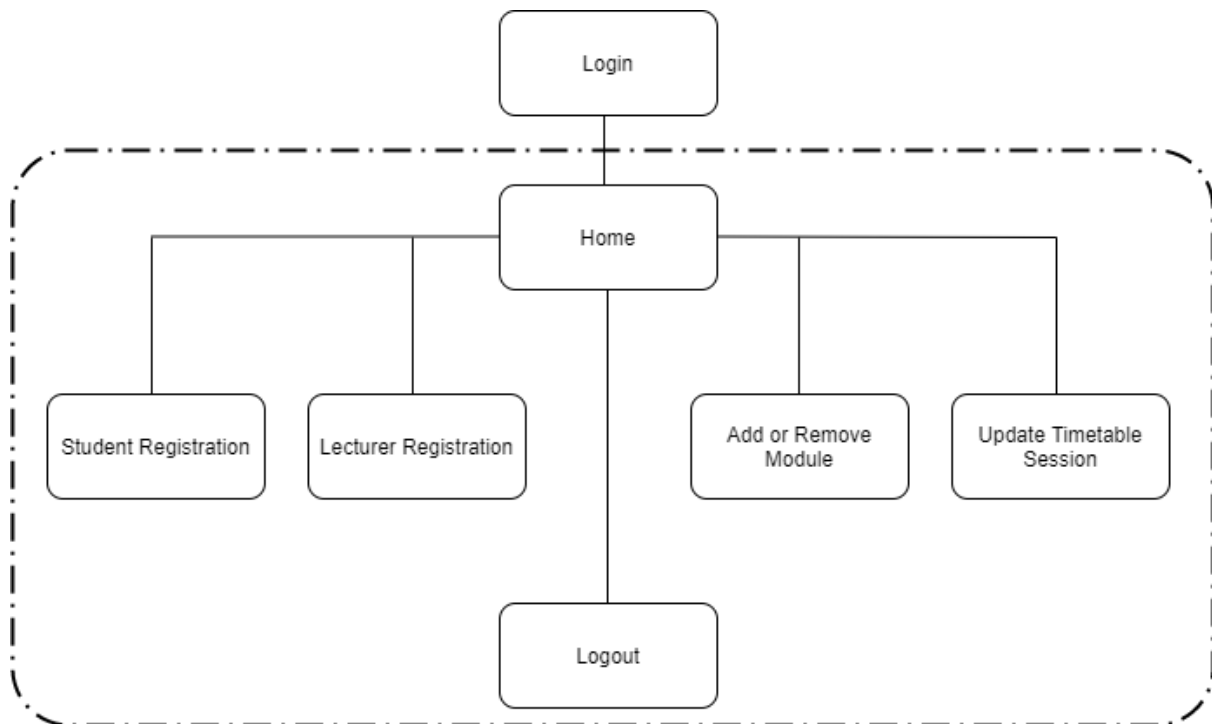 Login
Home
Student Registration
Lecturer Registration
Add or Remove
Module
Update Timetable
Session
Logout